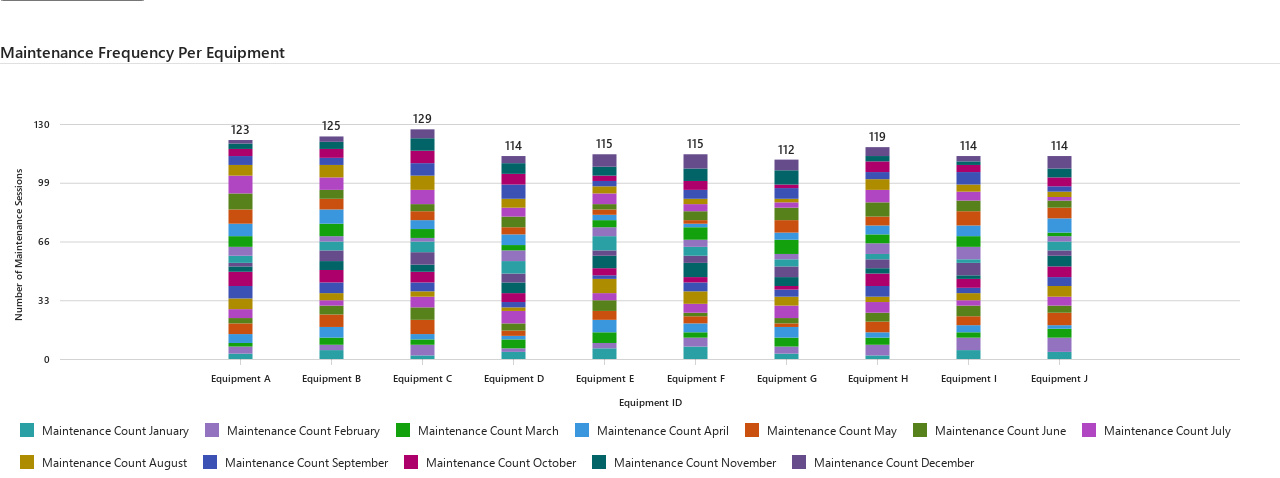 Maintenance Frequency Per Equipment
Number of Maintenance Sessions
130
99
66
33
0
123
125
129
114
115
115
112
119
114
114
Equipment A
Equipment B
Equipment C
Equipment D
Equipment E
Equipment F
Equipment G
Equipment H
Equipment I
Equipment J
Equipment ID
Maintenance Count January
Maintenance Count February
Maintenance Count March
Maintenance Count April
Maintenance Count May
Maintenance Count June
Maintenance Count July
Maintenance Count August
Maintenance Count September
Maintenance Count October
Maintenance Count November
Maintenance Count December